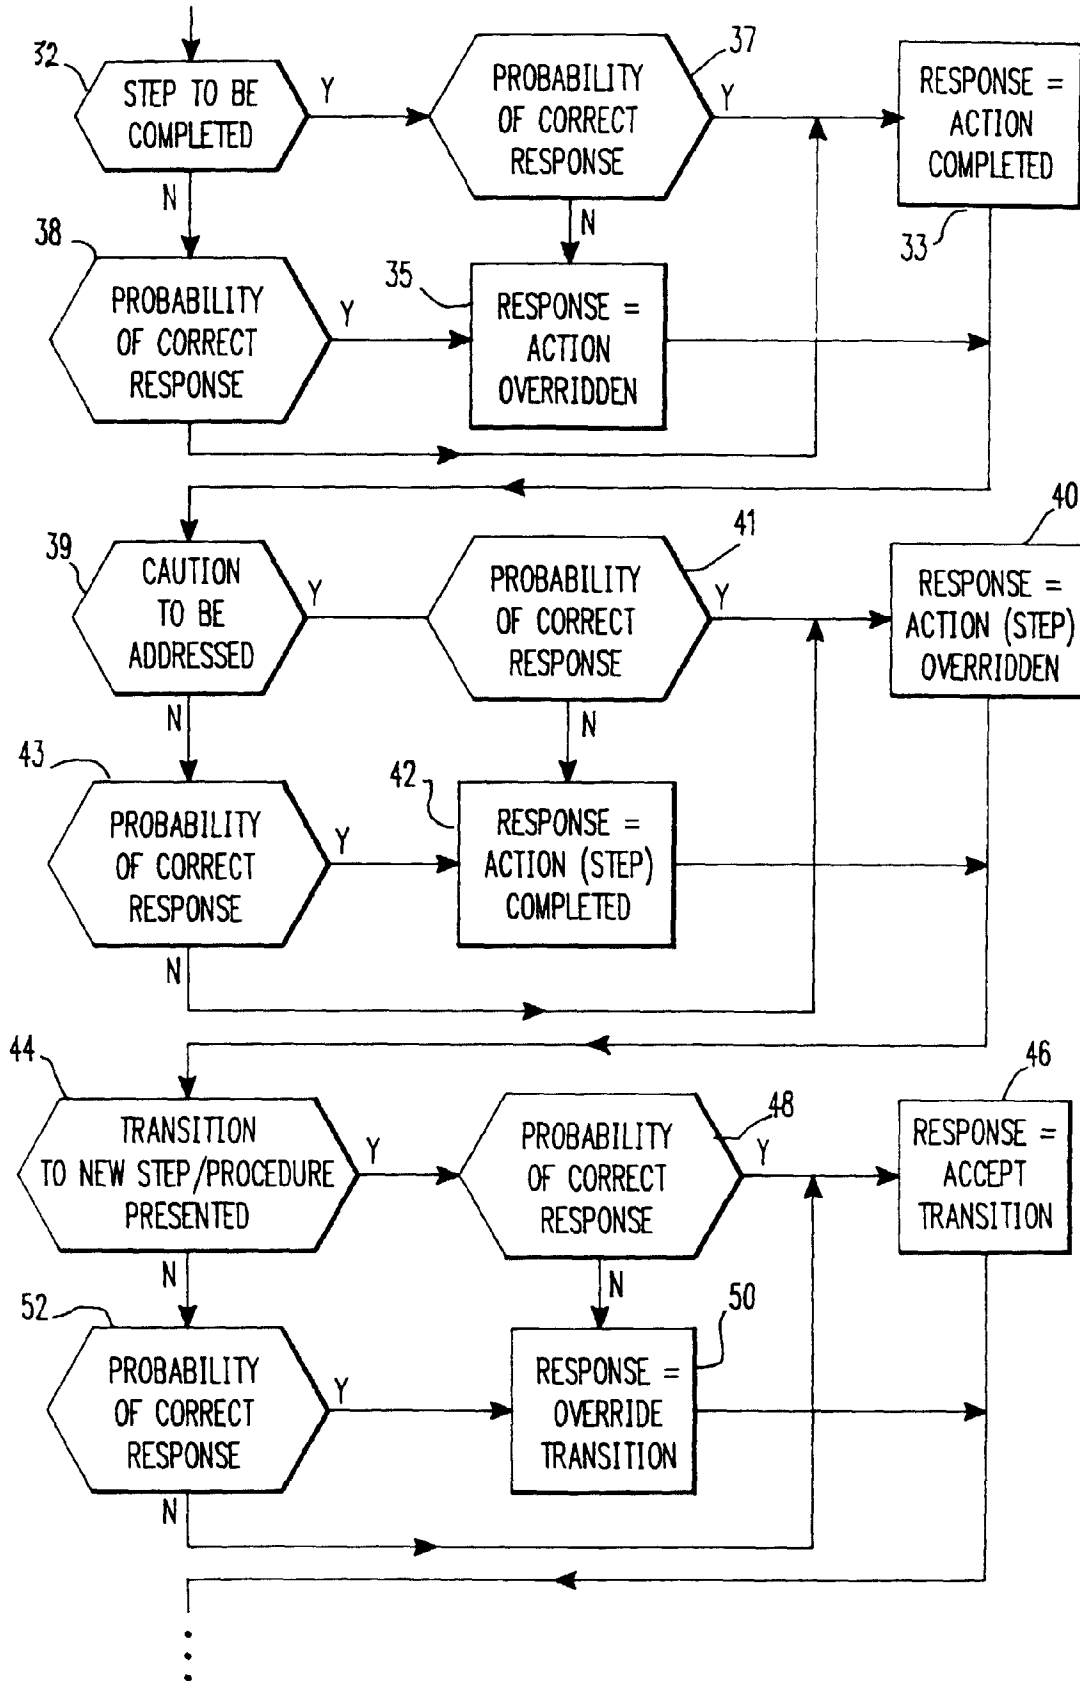 32
STEP TO BE
COMPLETED
Y
N
37
PROBABILITY
OF CORRECT
RESPONSE
Y
N
RESPONSE =
ACTION
COMPLETED
33
38
PROBABILITY
OF CORRECT
RESPONSE
Y
35
RESPONSE =
ACTION
OVERRIDDEN
39
CAUTION
TO BE
ADDRESSED
Y
N
41
PROBABILITY
OF CORRECT
RESPONSE
Y
N
40
RESPONSE =
ACTION (STEP)
OVERRIDDEN
43
PROBABILITY
OF CORRECT
RESPONSE
Y
N
42
RESPONSE =
ACTION (STEP)
COMPLETED
44
TRANSITION
TO NEW STEP/PROCEDURE
PRESENTED
Y
N
48
PROBABILITY
OF CORRECT
RESPONSE
Y
N
46
RESPONSE =
ACCEPT
TRANSITION
52
PROBABILITY
OF CORRECT
RESPONSE
Y
N
50
RESPONSE =
OVERRIDE
TRANSITION